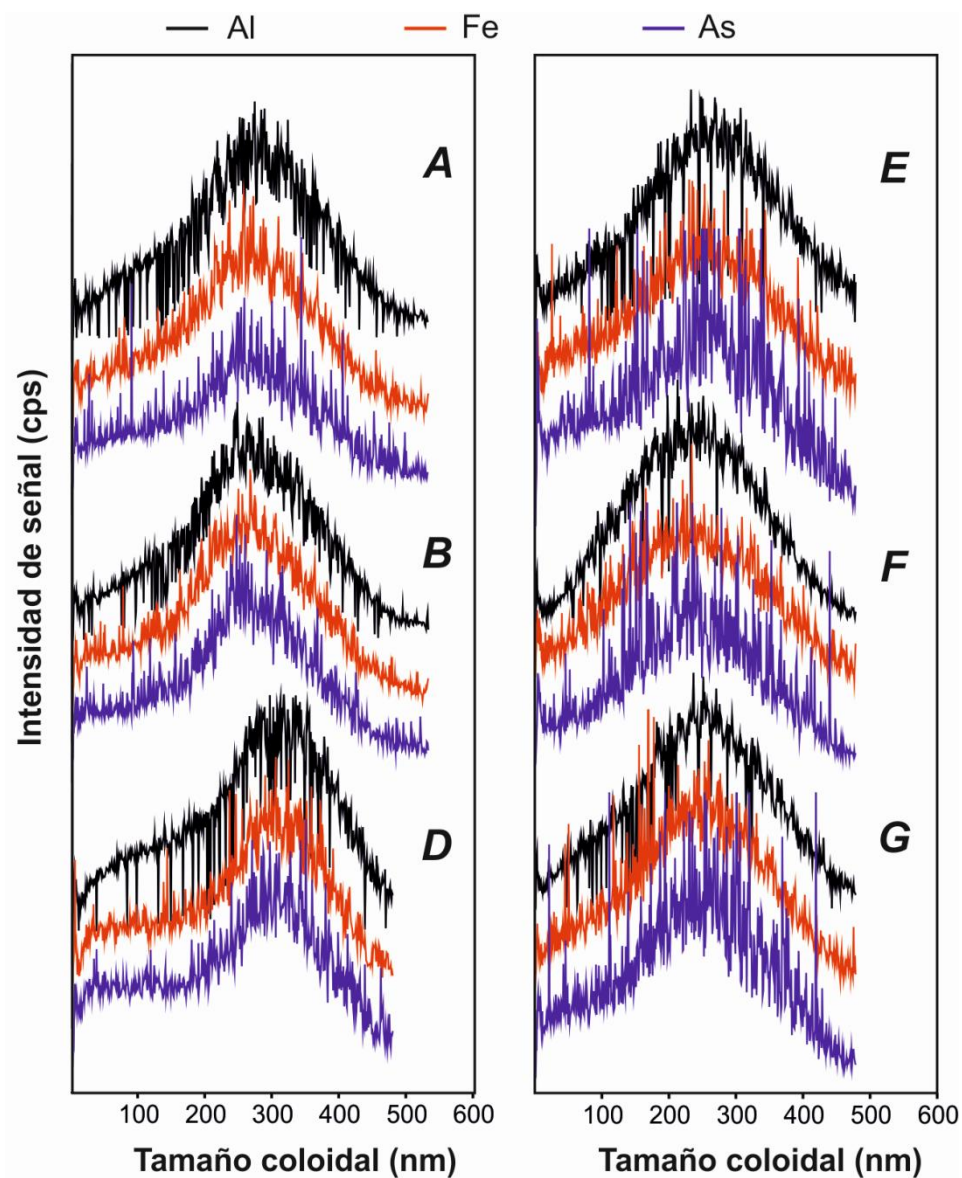 Al Fe As
A
E
B
F
D
G
Intensidad de señal (cps)
100 200 300 400 500 600
100 200 300 400 500 600
Tamaño coloidal (nm)
Tamaño coloidal (nm)